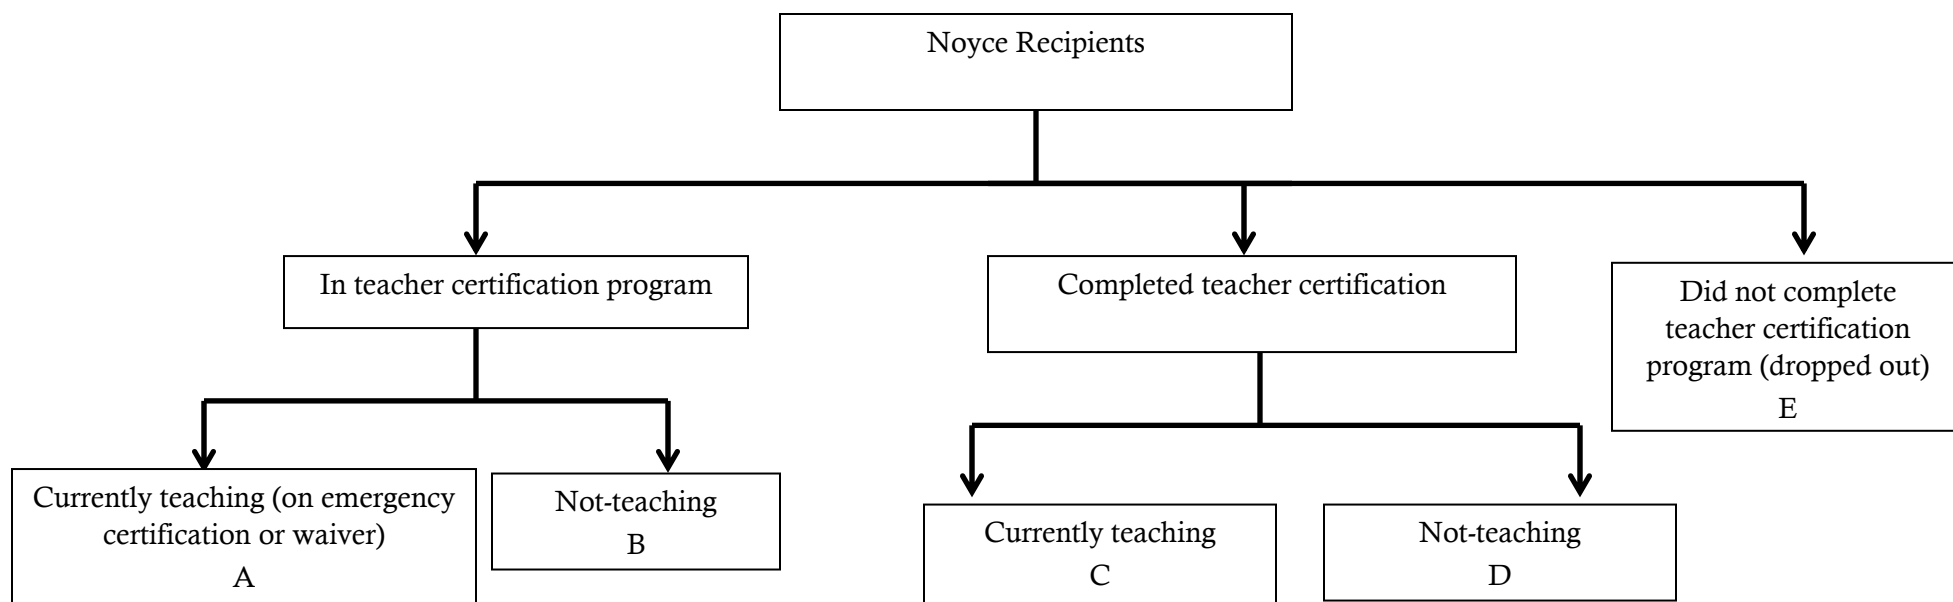 Noyce Recipients
In teacher certification program
Completed teacher certification
Did not complete
teacher certification
program (dropped out)
E
Currently teaching (on emergency
certification or waiver)
A
Not-teaching
B
Currently teaching
C
Not-teaching
D